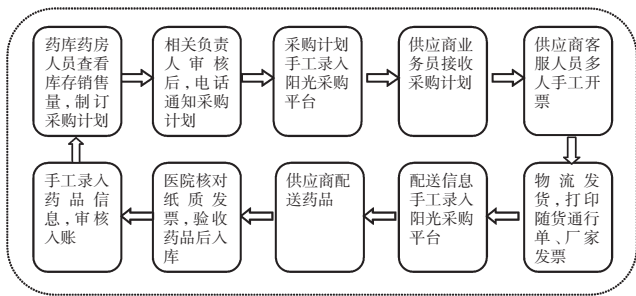 药库药房
人员查看
库存销售
量，制订
采购计划
相关负责
人审核
后，电话
通知采购
计划
采购计划
手工录入
阳光采购
平台
供应商业
务员接收
采购计划
供应商客
服人员多
人手工开
票
物流发
货，打印
随货通行
单、厂家
发票
配送信息
手工录入
阳光采购
平台
供应商配
送药品
医院核对
纸质发
票，验收
药品后入
库
手工录入
药品信
息，审核
入账